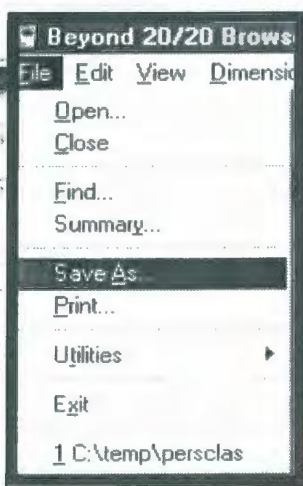 Beyond 20/20 Brows
File Edit View Dimensio
Open...
Close
Find...
Summary...
Save As...
Print...
Utilities
Exit
1 C:\temp\persclas